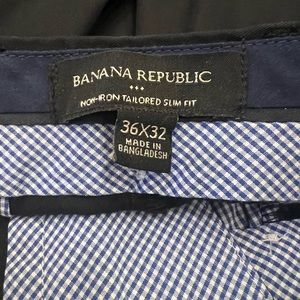 BANANA REPUBLIC
NON-IRON TAILORED SLIM FIT
36X32
MADE IN
BANGLADESH